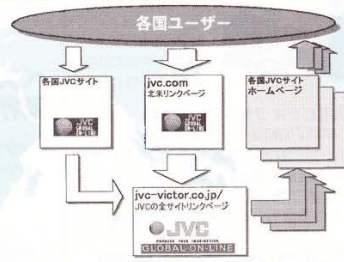 各国ユーザー
各国JVCサイト
JVC
GLOBAL
ON-LINE
jvc.com
北米リンクページ
JVC
GLOBAL
ON-LINE
各国JVCサイト
ホームページ
jvc-victor.co.jp/
JVCの全サイトリンクページ
JVC
GLOBAL ON-LINE